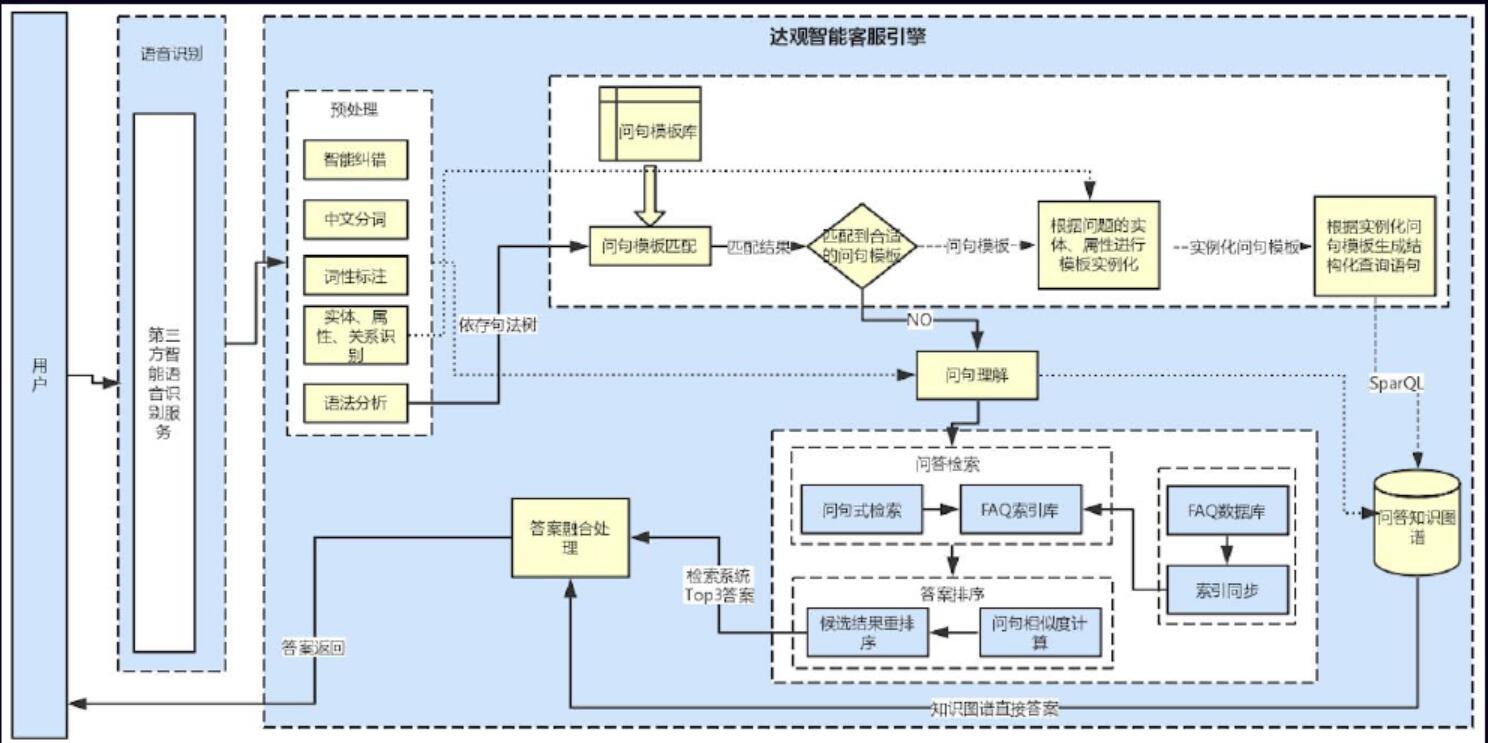 达观智能客服引擎
语音识别
预处理
智能纠错
中文分词
词性标注
实体、属
性、关系识
别
语法分析
用
户
第三
方智
能语
音识
别服
务
问句模板库
问句模板匹配
匹配结果
匹配到合适
的问句模板
问句模板
根据问题的实
体、属性进行
模板实例化
实例化问句模板
根据实例化问
句模板生成结
构化查询语句
依存句法树
NO
问句理解
SparQL
问答检索
问句式检索
FAQ索引库
FAQ数据库
索引同步
问答知识图
谱
答案融合处
理
检索系统
Top3答案
答案排序
候选结果重排
序
问句相似度计
算
答案返回
知识图谱直接答案